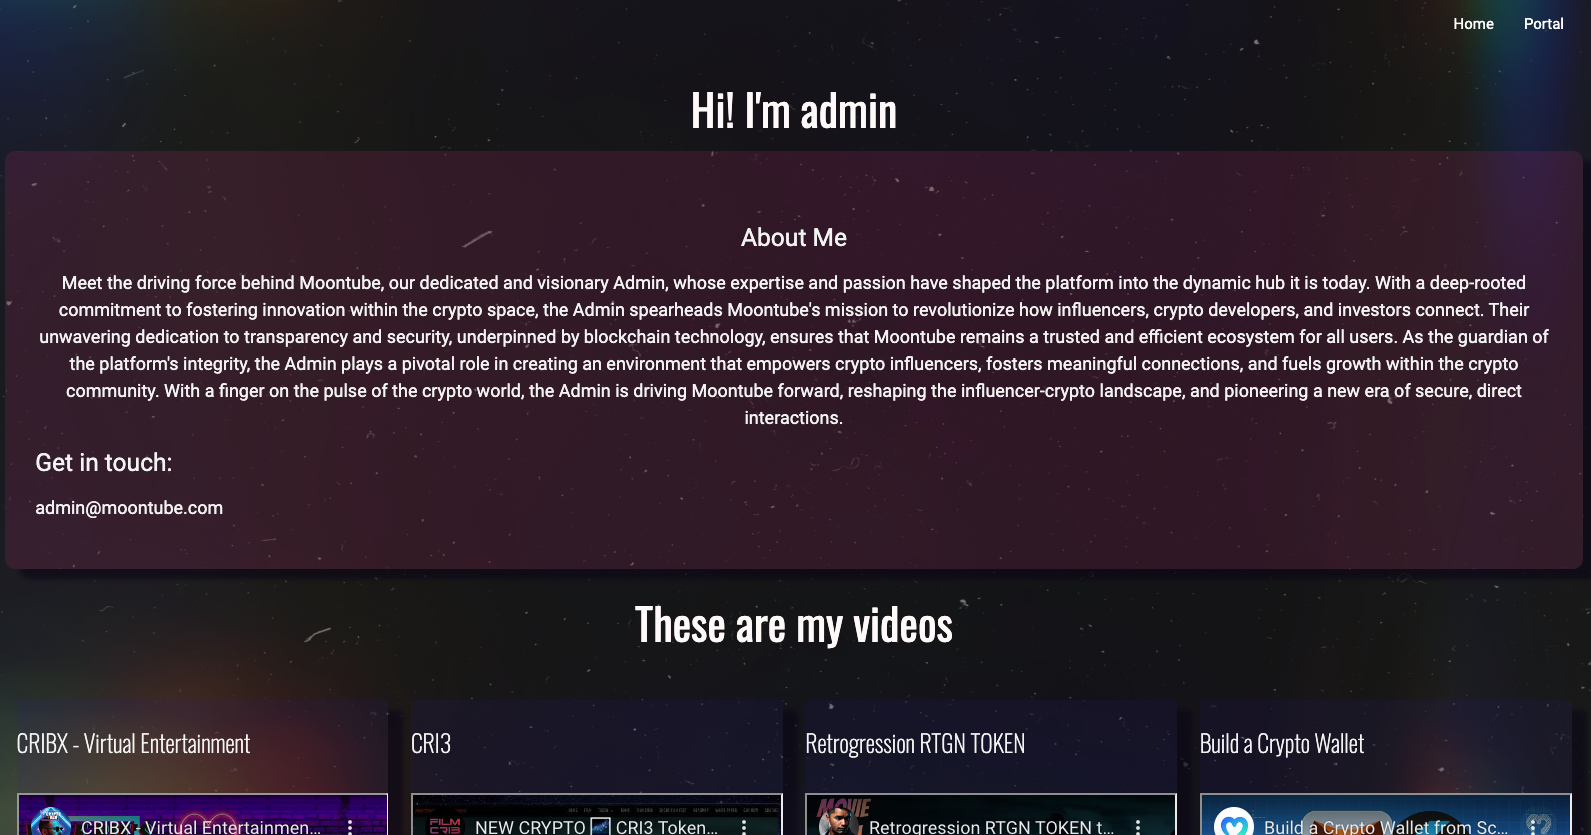 Home Portal
Hi! I'm admin
About Me
Meet the driving force behind Moontube, our dedicated and visionary Admin, whose expertise and passion have shaped the platform into the dynamic hub it is today. With a deep-rooted
commitment to fostering innovation within the crypto space, the Admin spearheads Moontube's mission to revolutionize how influencers, crypto developers, and investors connect. Their
unwavering dedication to transparency and security, underpinned by blockchain technology, ensures that Moontube remains a trusted and efficient ecosystem for all users. As the guardian of
the platform's integrity, the Admin plays a pivotal role in creating an environment that empowers crypto influencers, fosters meaningful connections, and fuels growth within the crypto
community. With a finger on the pulse of the crypto world, the Admin is driving Moontube forward, reshaping the influencer-crypto landscape, and pioneering a new era of secure, direct
interactions.
Get in touch:
admin@moontube.com
These are my videos
CRIBX - Virtual Entertainment
CRI3
Retrogression RTGN TOKEN
Build a Crypto Wallet
CRIBX - Virtual Entertainmen...
FILM
CRI3
NEW CRYPTO CRI3 Token...
MOVIE
Retrogression RTGN TOKEN t...
Build a Crypto Wallet from Sc...